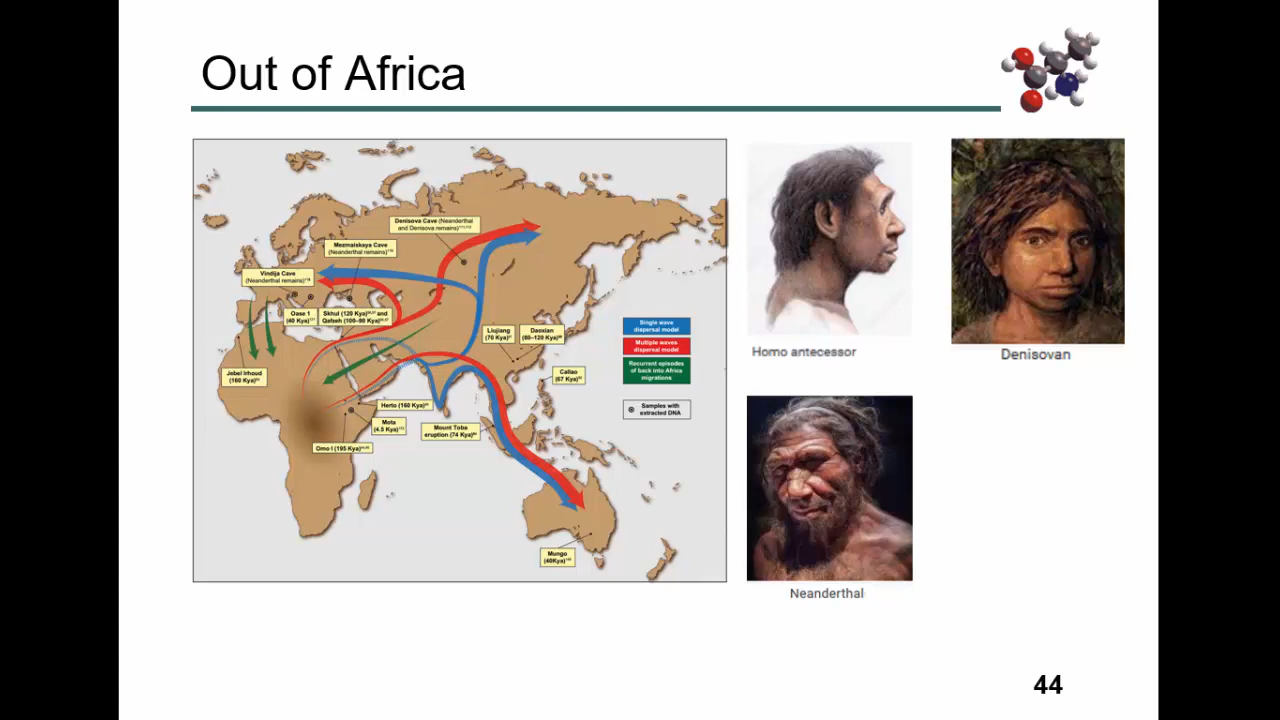 Out of Africa
Denisova Cave (Neanderthal
and Denisova remains)
Mezmaiskaya Cave
(Neanderthal remains)
Vindija Cave
(Neanderthal remains)
Oase 1
(40 Kya)
Skhul (120 Kya) and
Qafzeh (100–90 Kya)
Liujiang
(70 Kya)
Daoxian
(80–120 Kya)
Single wave
dispersal model
Multiple waves
dispersal model
Recurrent episodes
of back into Africa
migrations
Samples with
extracted DNA
Jebel Irhoud
(160 Kya)
Callao
(67 Kya)
Herto (160 Kya)
Mota
(4.5 Kya)
Mount Toba
eruption (74 Kya)
Omo I (195 Kya)
Mungo
(40Kya)
Homo antecessor
Denisovan
Neanderthal
44